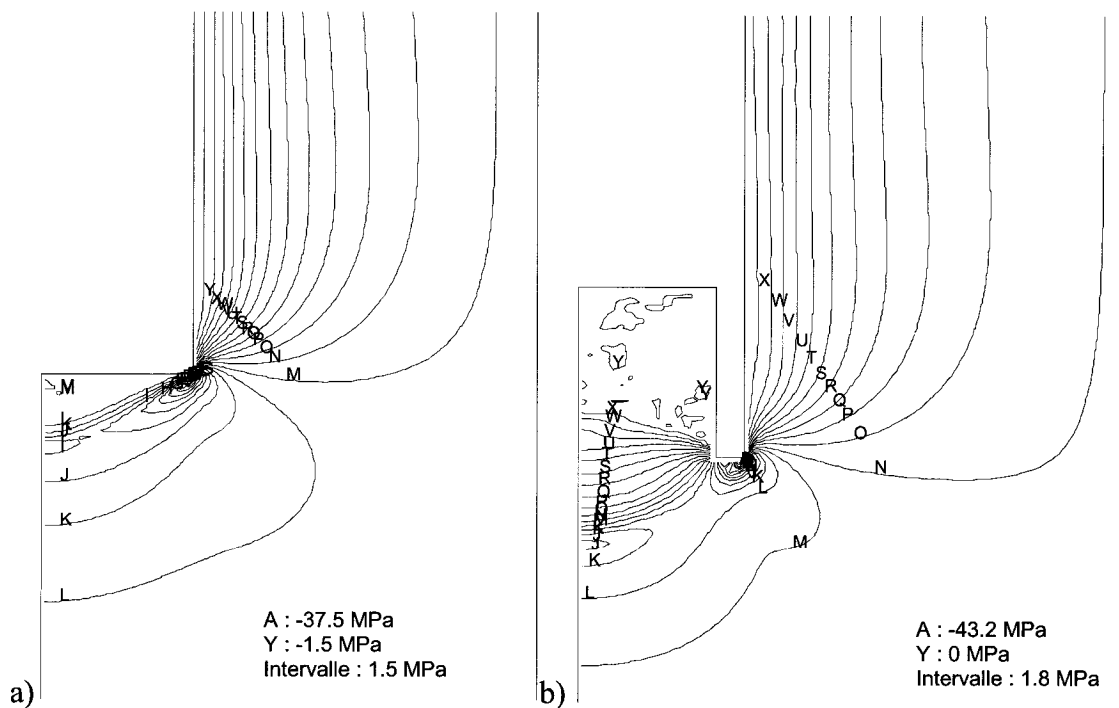 Y
X
W
U
T
S
R
Q
P
O
N
M
M
I
H
K
J
K
L
A : -37.5 MPa
Y : -1.5 MPa
Intervalle : 1.5 MPa
a)
X
W
V
U
T
S
R
Q
P
O
N
M
L
K
Y
Y
Y
X
W
V
U
T
S
R
Q
P
O
N
M
K
J
K
L
A : -43.2 MPa
Y : 0 MPa
Intervalle : 1.8 MPa
b)